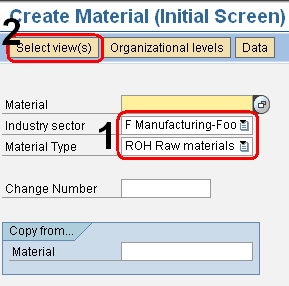 Create Material (Initial Screen)
2
Select view(s) Organizational levels Data
Material
Industry sector F Manufacturing-Foo
1
Material Type ROH Raw materials
Change Number
Copy from...
Material